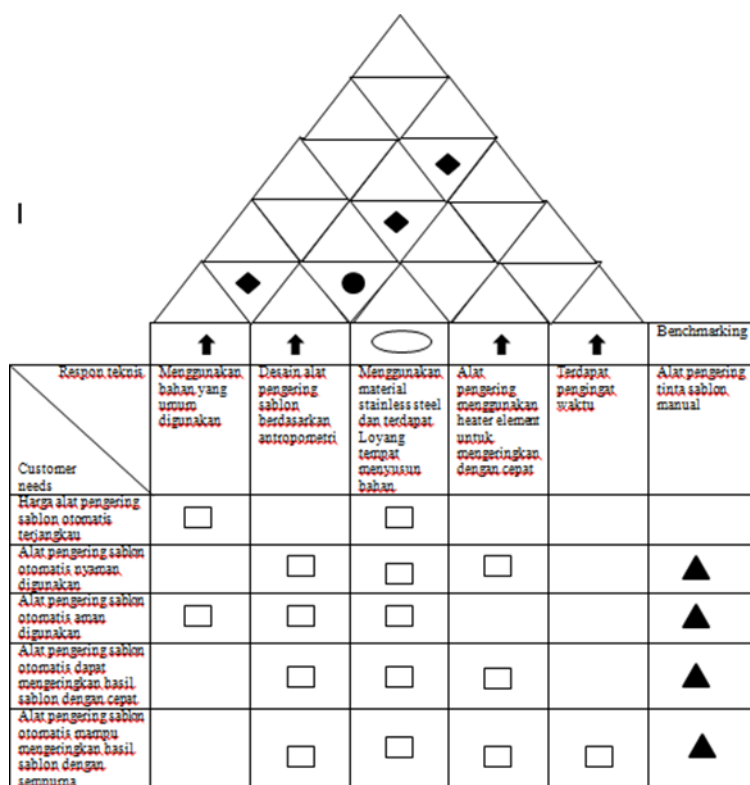 Benchmarking
Respon teknis
Customer
needs
Menggunakan
bahan yang
umum
digunakan
Desain alat
pengering
sablon
berdasarkan
antropometri
Menggunakan
material
stainless steel
dan terdapat
Loyang
tempat
menyusun
bahan
Alat
pengering
menggunakan
heater element
untuk
mengeringkan
dengan cepat
Terdapat
pengingat
waktu
Alat pengering
tinta sablon
manual
Harga alat pengering
sablon otomatis
terjangkau
Alat pengering sablon
otomatis nyaman
digunakan
Alat pengering sablon
otomatis aman
digunakan
Alat pengering sablon
otomatis dapat
mengeringkan hasil
sablon dengan cepat
Alat pengering sablon
otomatis mampu
mengeringkan hasil
sablon dengan
sempurna